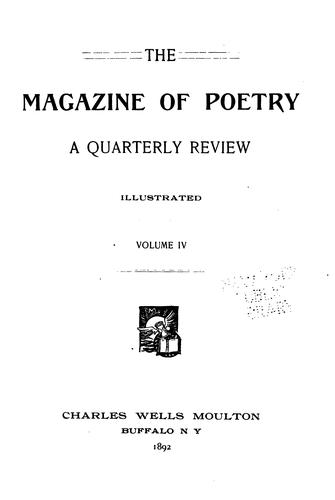 THE
MAGAZINE OF POETRY
A QUARTERLY REVIEW
ILLUSTRATED
VOLUME IV
CHARLES WELLS MOULTON
BUFFALO N Y
1892